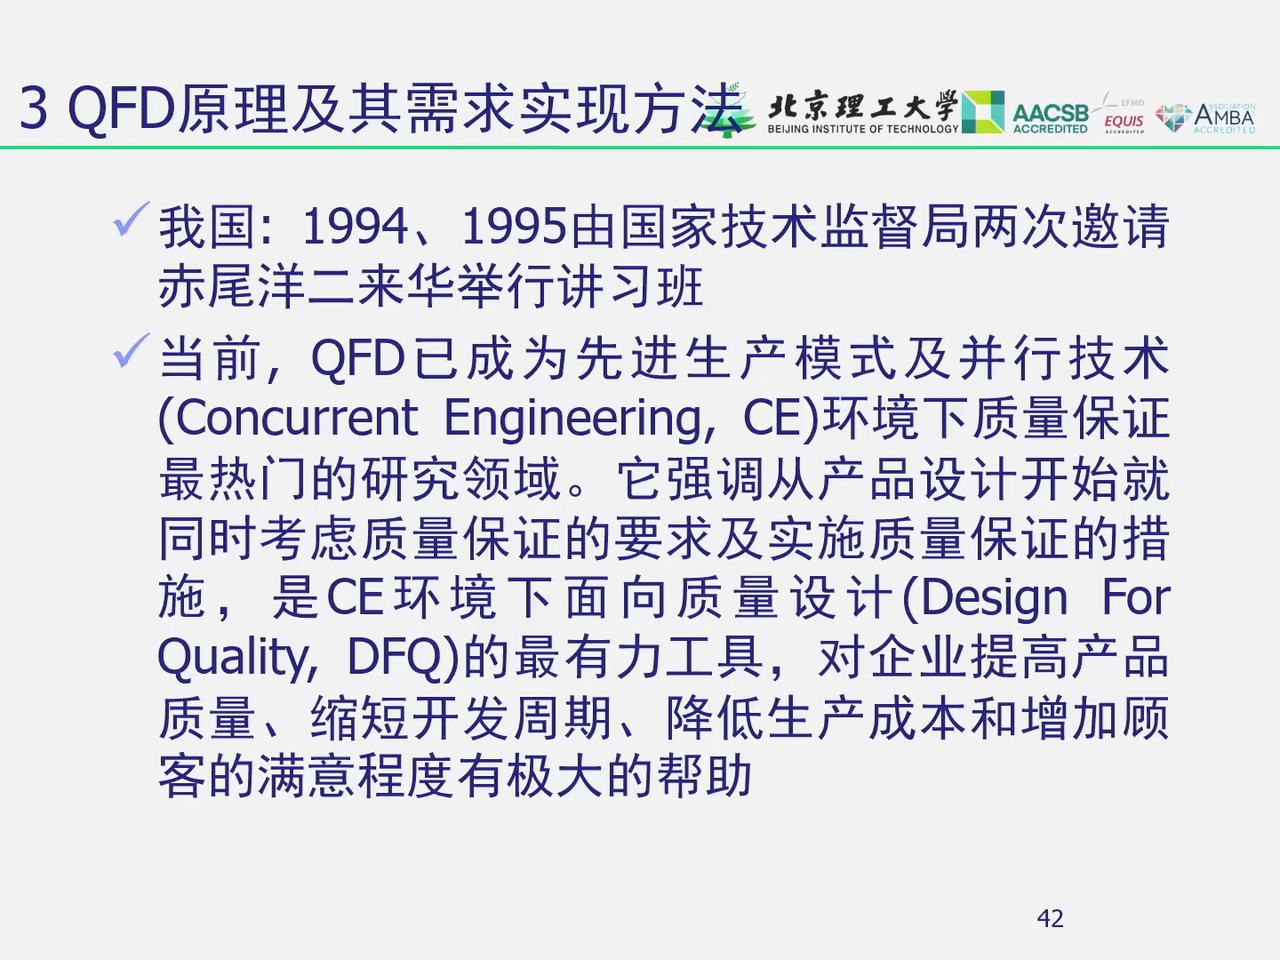 3 QFD原理及其需求实现方法
北京理工大学
BEIJING INSTITUTE OF TECHNOLOGY
AACSB
ACCREDITED
EFMD
EQUIS
ACCREDITED
ASSOCIATION
AMBA
ACCREDITED
✓我国: 1994、1995由国家技术监督局两次邀请
赤尾洋二来华举行讲习班
✓当前, QFD已成为先进生产模式及并行技术
(Concurrent Engineering, CE)环境下质量保证
最热门的研究领域。它强调从产品设计开始就
同时考虑质量保证的要求及实施质量保证的措
施，是CE环境下面向质量设计(Design For
Quality, DFQ)的最有力工具，对企业提高产品
质量、缩短开发周期、降低生产成本和增加顾
客的满意程度有极大的帮助
42